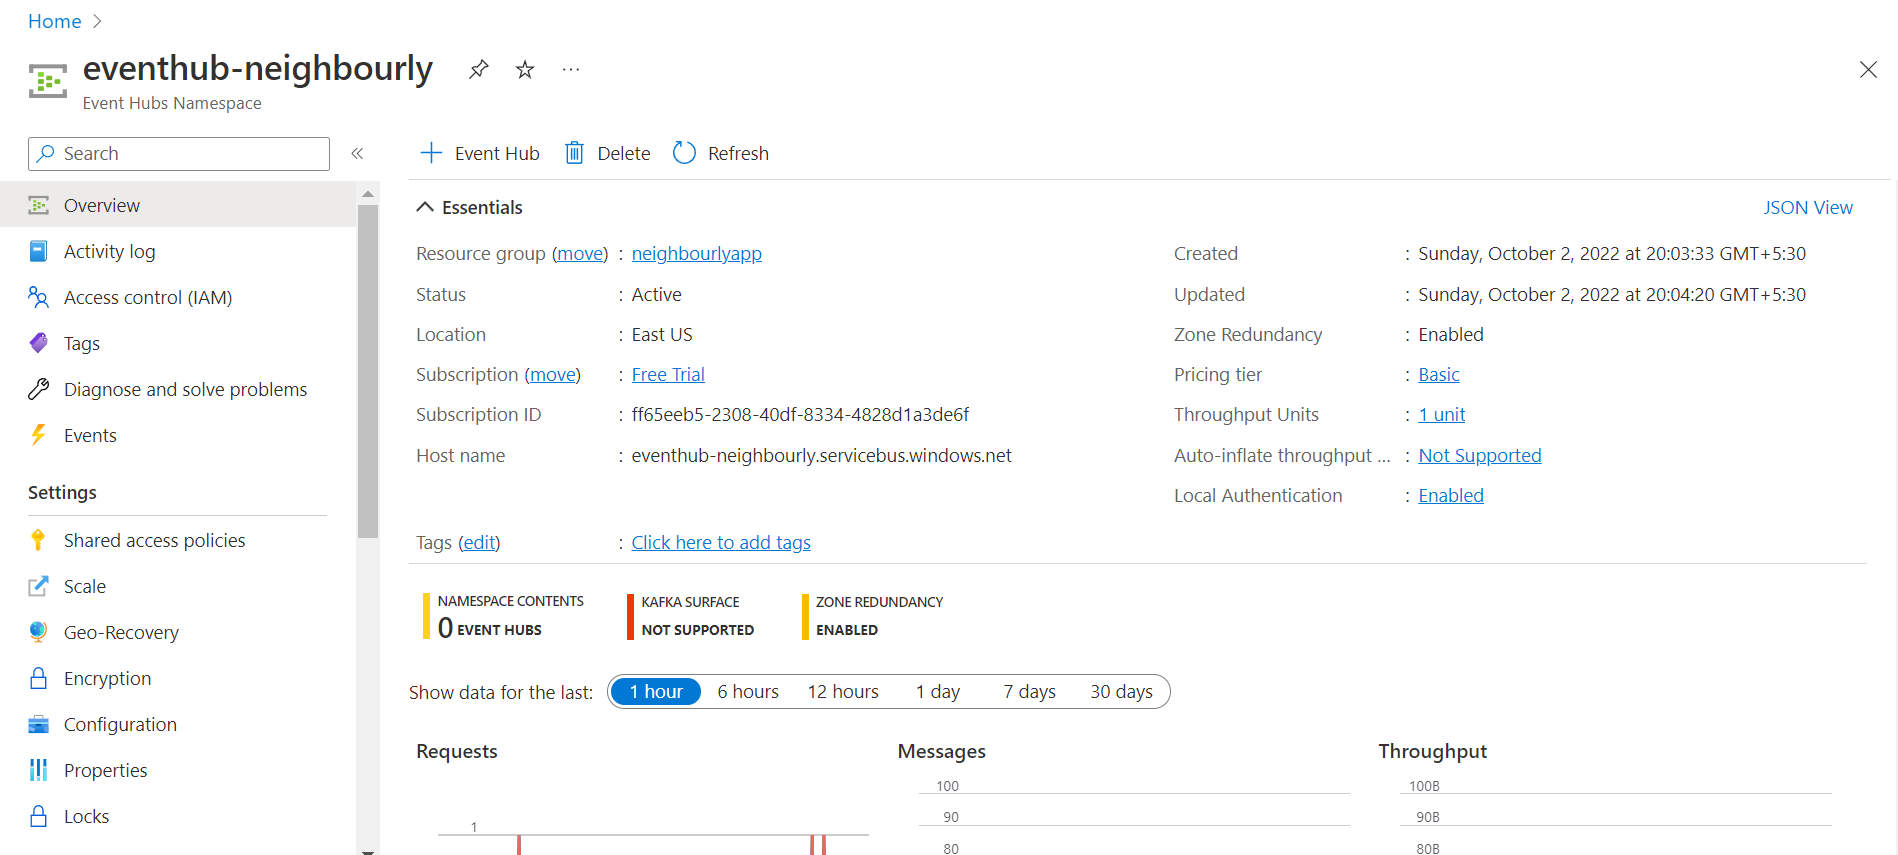 Home
eventhub-neighbourly
Event Hubs Namespace
Search
Event Hub Delete Refresh
Overview
Activity log
Access control (IAM)
Tags
Diagnose and solve problems
Events
Settings
Shared access policies
Scale
Geo-Recovery
Encryption
Configuration
Properties
Locks
Essentials
JSON View
Resource group (move) : neighbourlyapp
Status : Active
Location : East US
Subscription (move) : Free Trial
Subscription ID : ff65eeb5-2308-40df-8334-4828d1a3de6f
Host name : eventhub-neighbourly.servicebus.windows.net
Created : Sunday, October 2, 2022 at 20:03:33 GMT+5:30
Updated : Sunday, October 2, 2022 at 20:04:20 GMT+5:30
Zone Redundancy : Enabled
Pricing tier : Basic
Throughput Units : 1 unit
Auto-inflate throughput ... : Not Supported
Local Authentication : Enabled
Tags (edit) : Click here to add tags
NAMESPACE CONTENTS
0 EVENT HUBS
KAFKA SURFACE
NOT SUPPORTED
ZONE REDUNDANCY
ENABLED
Show data for the last: 1 hour 6 hours 12 hours 1 day 7 days 30 days
Requests
1
Messages
100
90
80
Throughput
100B
90B
80B